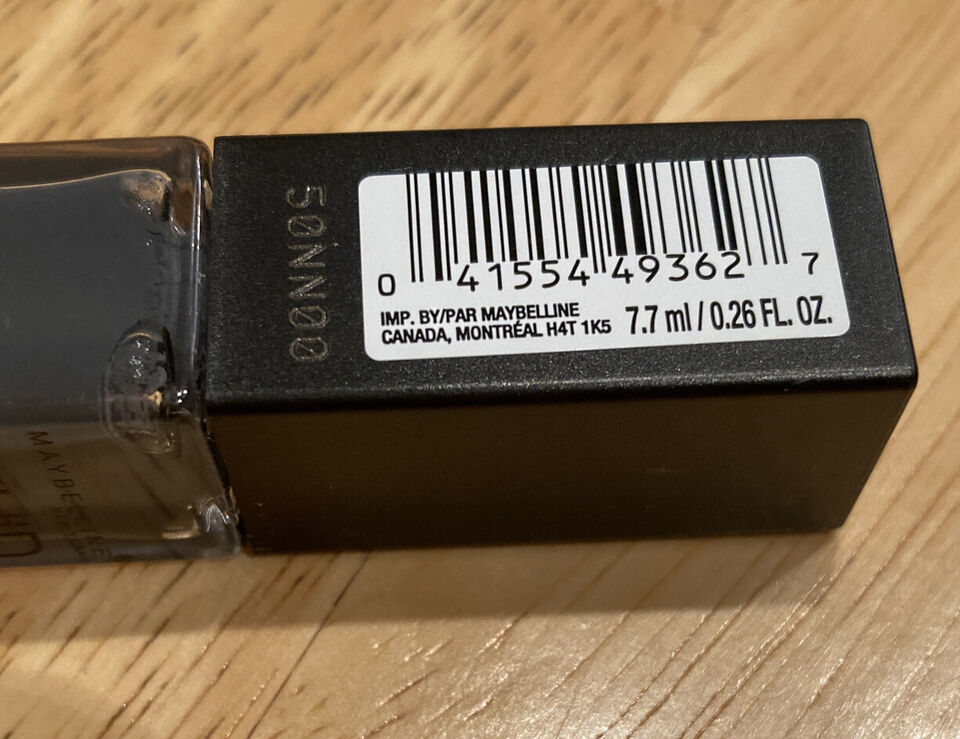 50NN00
0 41554 49362 7
IMP. BY/PAR MAYBELLINE
CANADA, MONTRÉAL H4T 1K5
7.7 ml / 0.26 FL. OZ.
MAYBELLINE